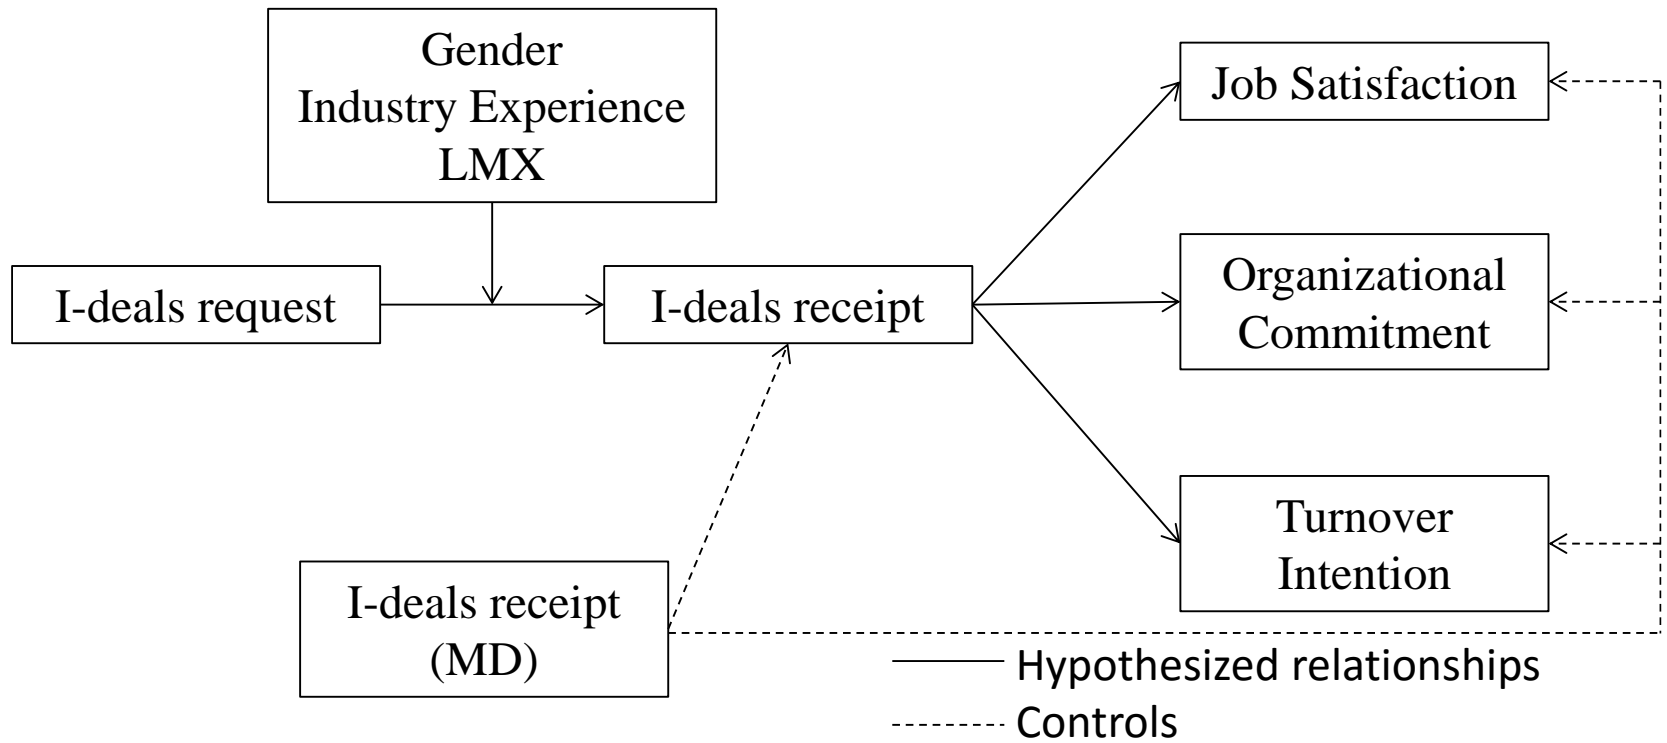 Gender
Industry Experience
LMX
Job Satisfaction
I-deals request
I-deals receipt
Organizational
Commitment
Turnover
Intention
I-deals receipt
(MD)
Hypothesized relationships
Controls